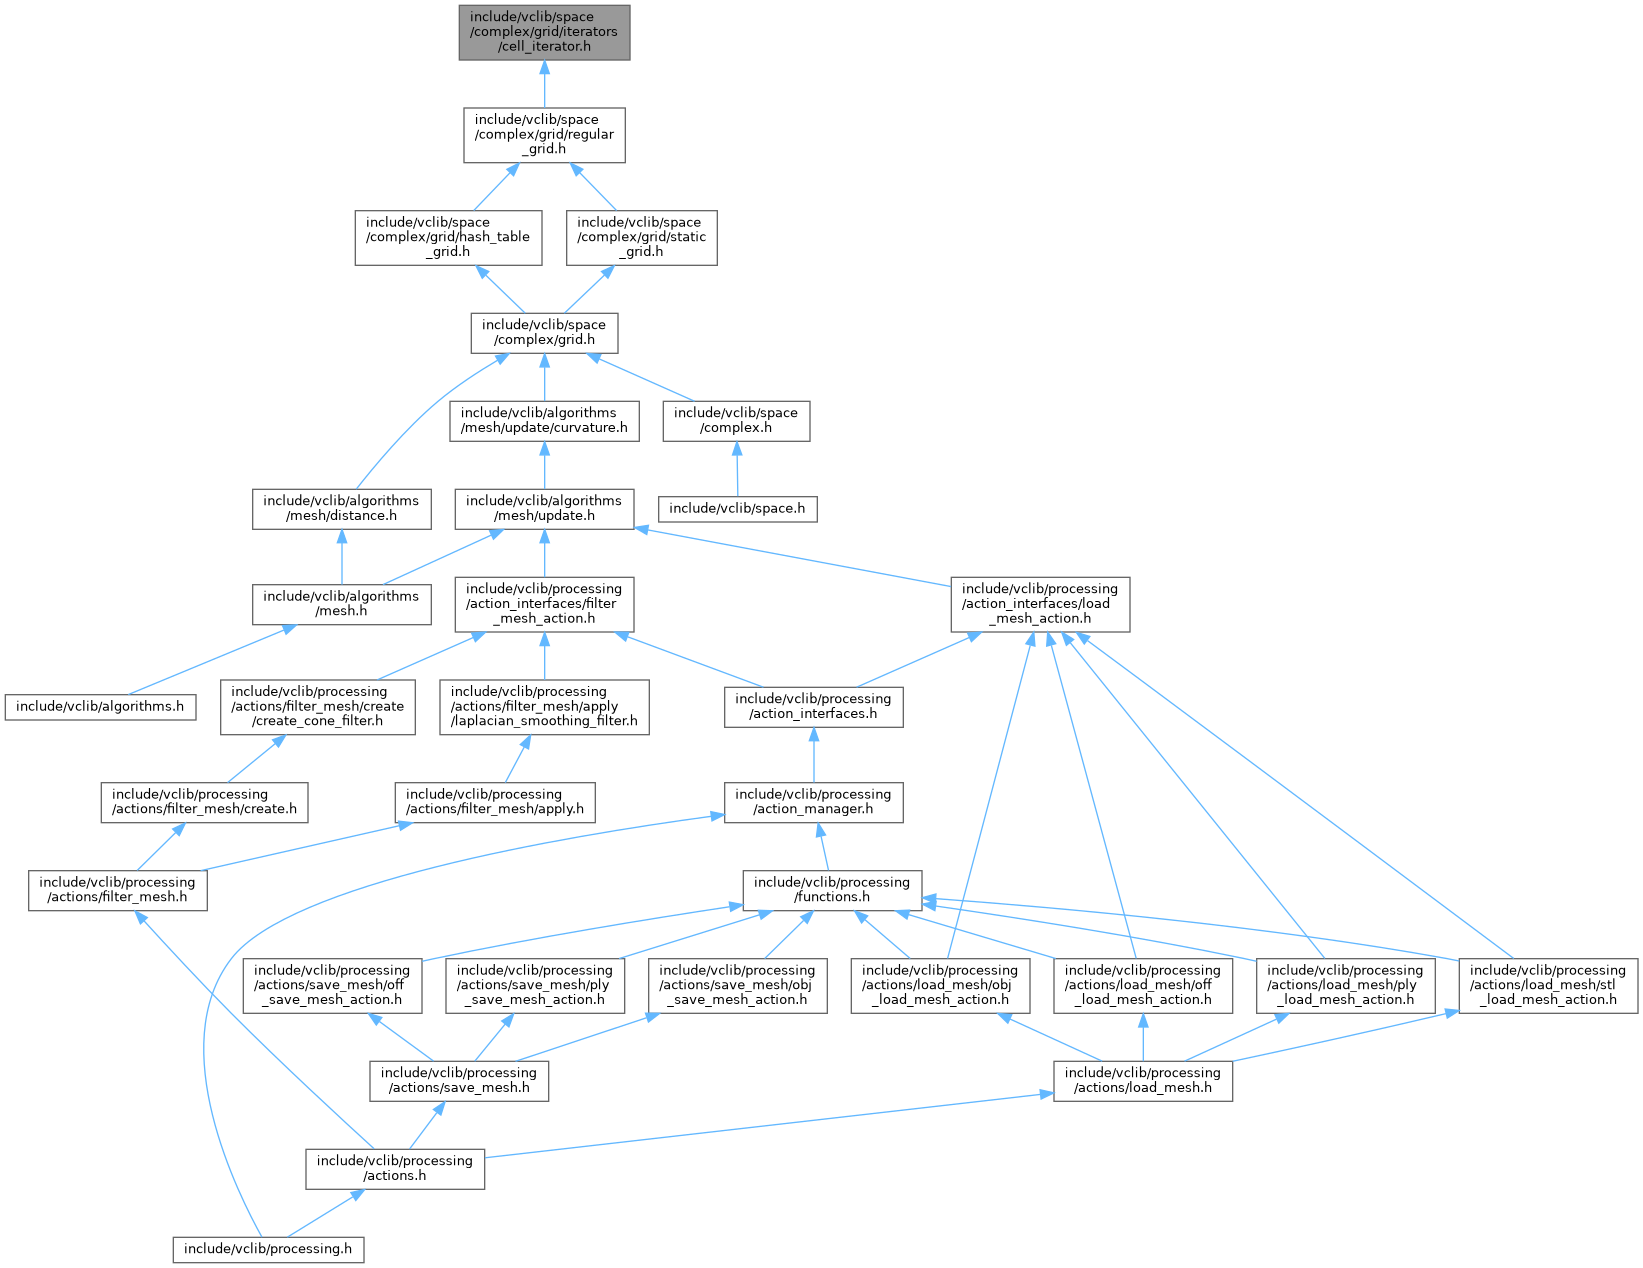 include/vclib/space
/complex/grid/iterators
/cell_iterator.h
include/vclib/space
/complex/grid/regular
_grid.h
include/vclib/space
/complex/grid/hash_table
_grid.h
include/vclib/space
/complex/grid/static
_grid.h
include/vclib/space
/complex/grid.h
include/vclib/algorithms
/mesh/update/curvature.h
include/vclib/space
/complex.h
include/vclib/algorithms
/mesh/distance.h
include/vclib/algorithms
/mesh/update.h
include/vclib/space.h
include/vclib/algorithms
/mesh.h
include/vclib/processing
/action_interfaces/filter
_mesh_action.h
include/vclib/processing
/action_interfaces/load
_mesh_action.h
include/vclib/algorithms.h
include/vclib/processing
/actions/filter_mesh/create
/create_cone_filter.h
include/vclib/processing
/actions/filter_mesh/apply
/laplacian_smoothing_filter.h
include/vclib/processing
/action_interfaces.h
include/vclib/processing
/actions/filter_mesh/create.h
include/vclib/processing
/actions/filter_mesh/apply.h
include/vclib/processing
/action_manager.h
include/vclib/processing
/actions/filter_mesh.h
include/vclib/processing
/functions.h
include/vclib/processing
/actions/save_mesh/off
_save_mesh_action.h
include/vclib/processing
/actions/save_mesh/ply
_save_mesh_action.h
include/vclib/processing
/actions/save_mesh/obj
_save_mesh_action.h
include/vclib/processing
/actions/load_mesh/obj
_load_mesh_action.h
include/vclib/processing
/actions/load_mesh/off
_load_mesh_action.h
include/vclib/processing
/actions/load_mesh/ply
_load_mesh_action.h
include/vclib/processing
/actions/load_mesh/stl
_load_mesh_action.h
include/vclib/processing
/actions/save_mesh.h
include/vclib/processing
/actions/load_mesh.h
include/vclib/processing
/actions.h
include/vclib/processing.h